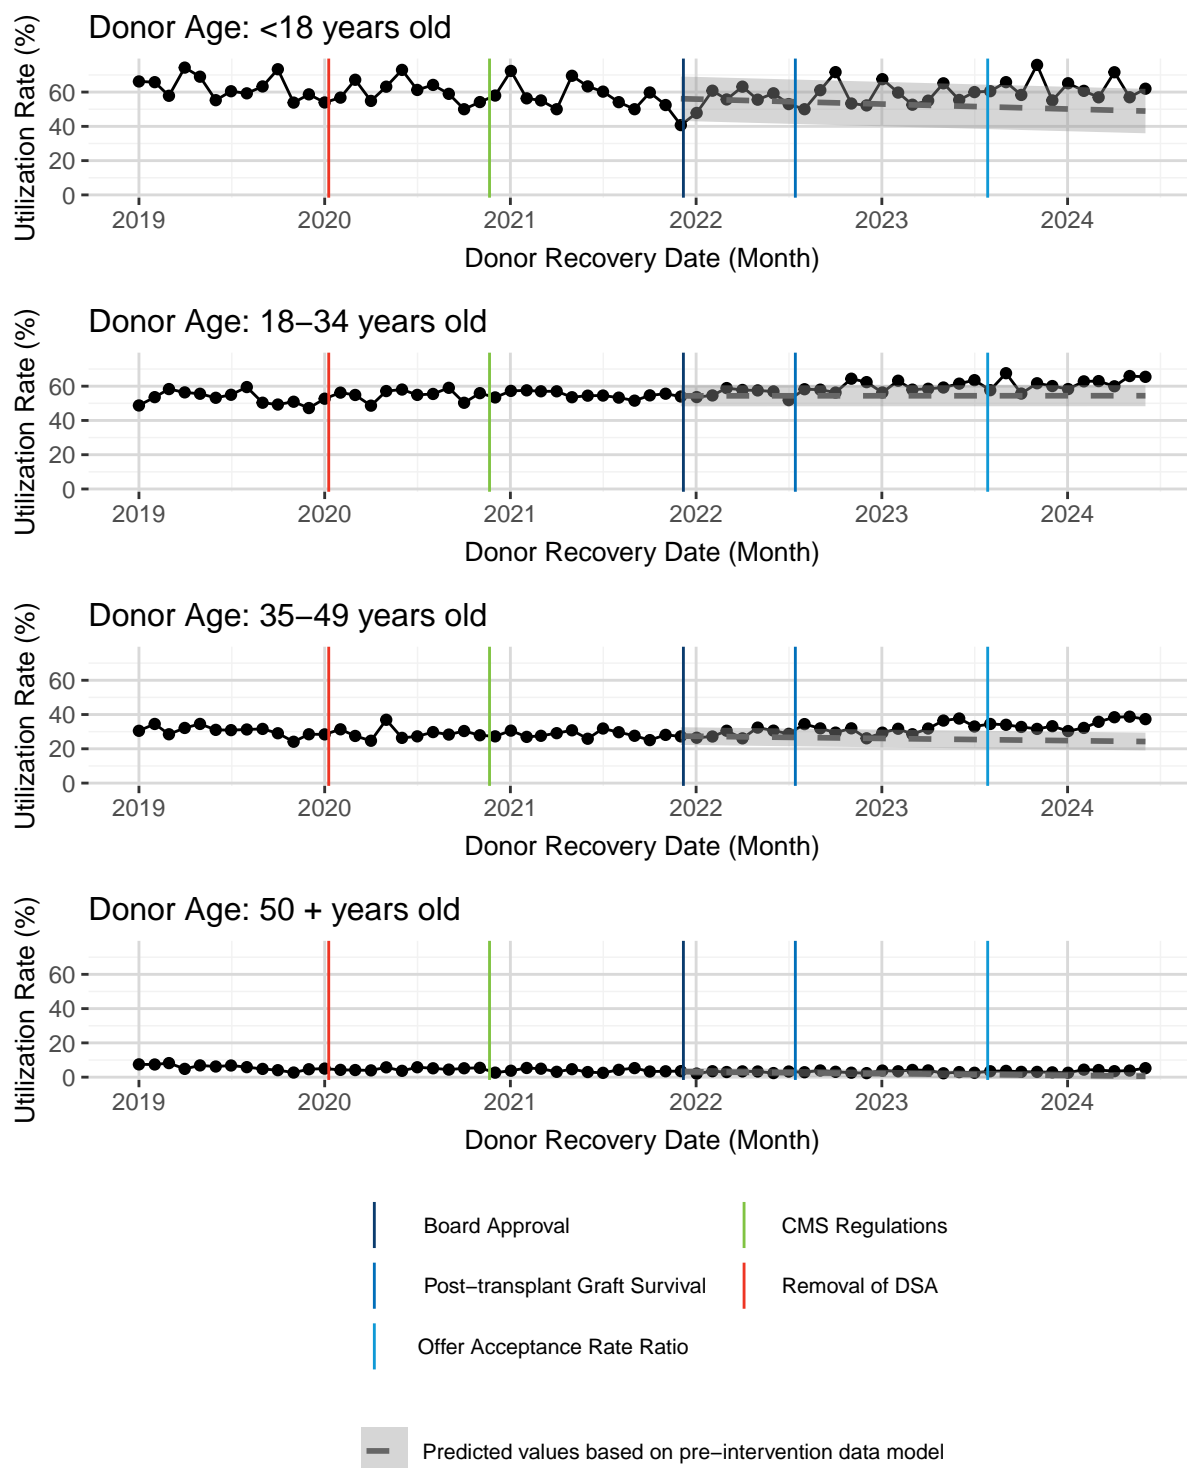 Donor Age: <18 years old
Utilization Rate (%)
60
40
20
0
2019 2020 2021 2022 2023 2024
Donor Recovery Date (Month)
Donor Age: 18−34 years old
Utilization Rate (%)
60
40
20
0
2019 2020 2021 2022 2023 2024
Donor Recovery Date (Month)
Donor Age: 35−49 years old
Utilization Rate (%)
60
40
20
0
2019 2020 2021 2022 2023 2024
Donor Recovery Date (Month)
Donor Age: 50 + years old
Utilization Rate (%)
60
40
20
0
2019 2020 2021 2022 2023 2024
Donor Recovery Date (Month)
Board Approval
CMS Regulations
Post−transplant Graft Survival
Removal of DSA
Offer Acceptance Rate Ratio
Predicted values based on pre−intervention data model